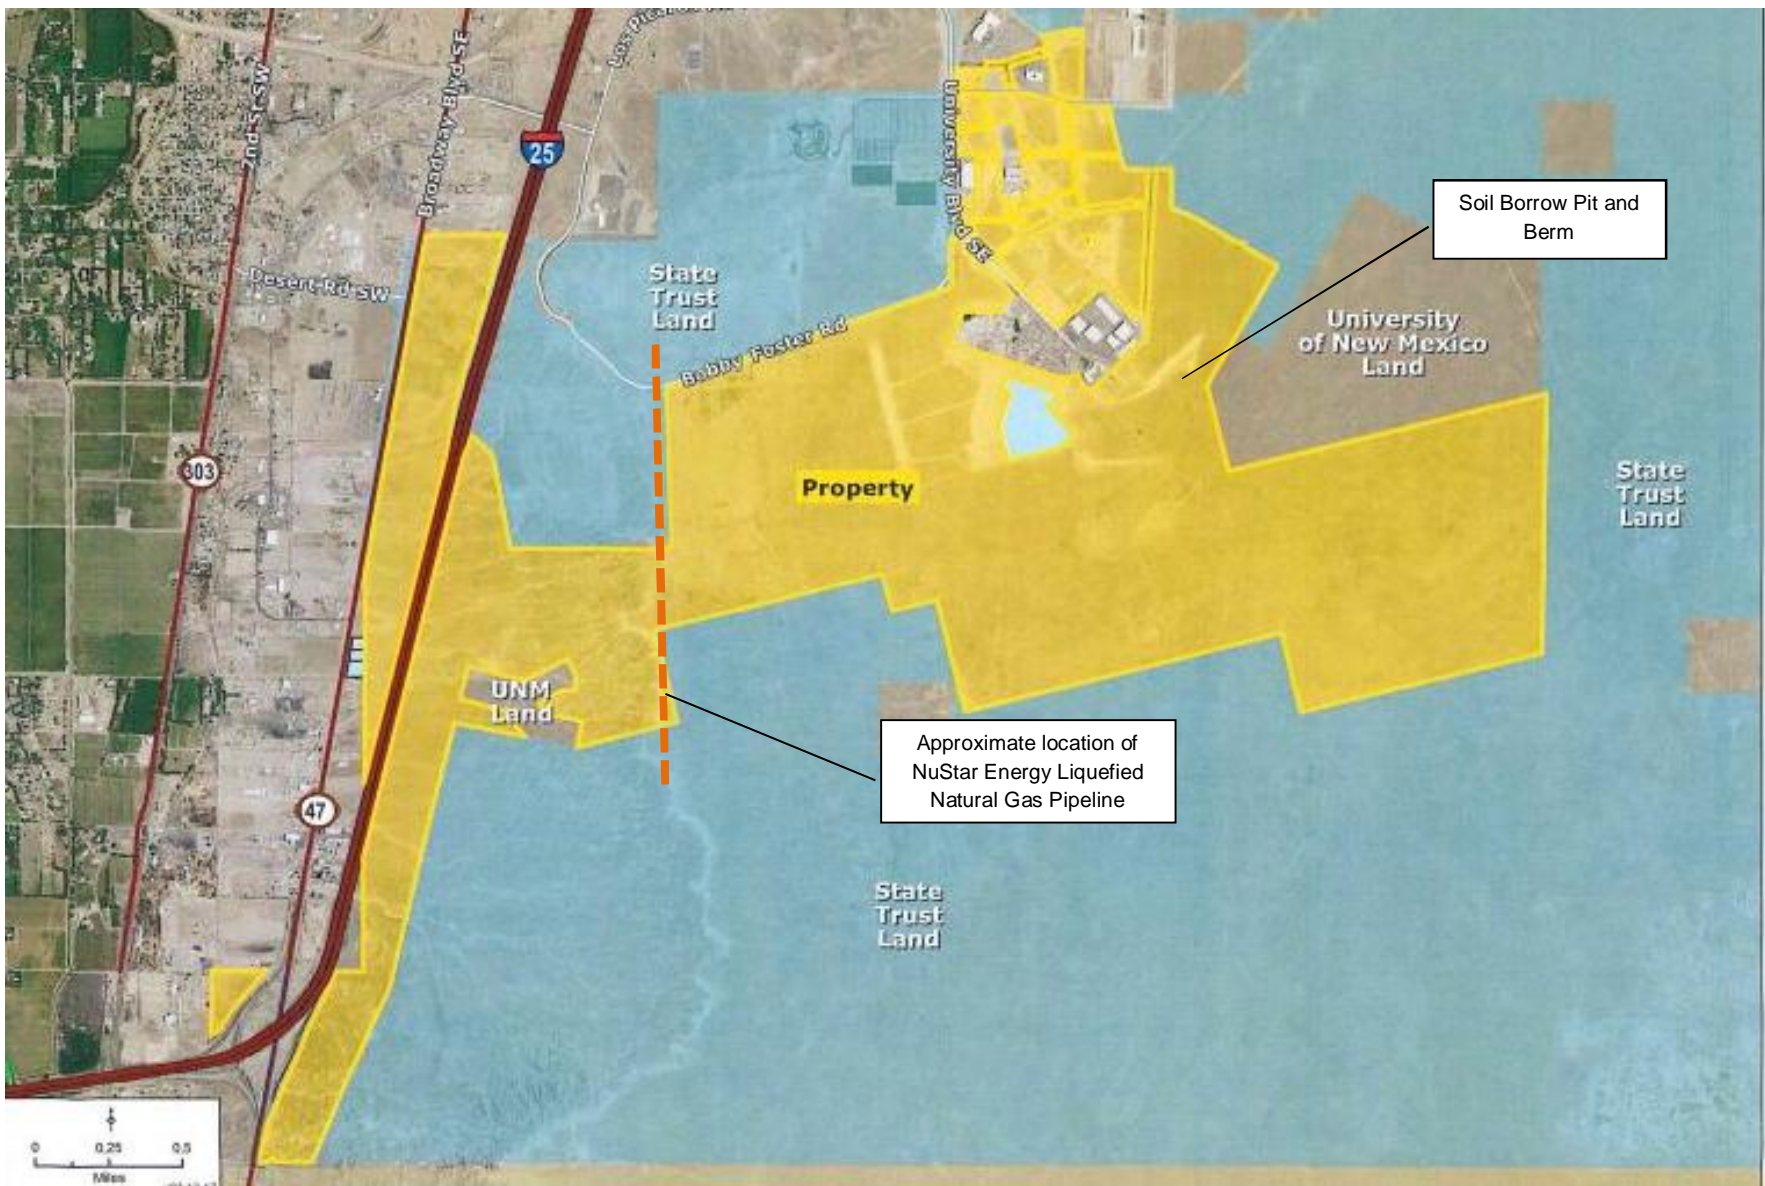 2nd St SW
Broadway Blvd SE
25
University Blvd SE
Soil Borrow Pit and
Berm
Desert Rd SW
State
Trust
Land
Bobby Foster Rd
University
of New Mexico
Land
303
Property
State
Trust
Land
UNM
Land
Approximate location of
NuStar Energy Liquefied
Natural Gas Pipeline
47
State
Trust
Land
0
0.25
0.5
Miles